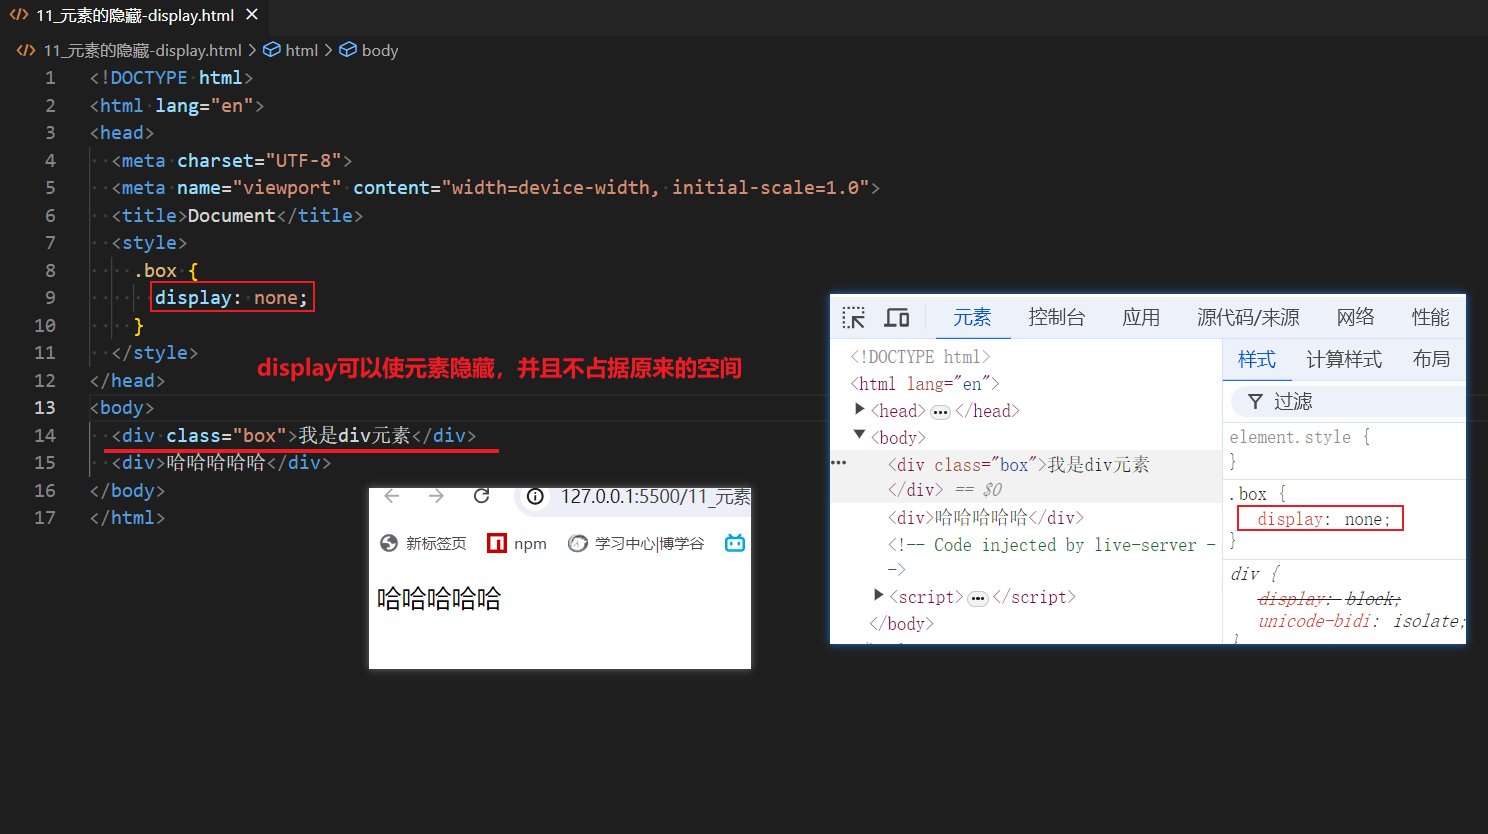 11_元素的隐藏-display.html
11_元素的隐藏-display.html > html > body
1 <!DOCTYPE html>
2 <html lang="en">
3 <head>
4 <meta charset="UTF-8">
5 <meta name="viewport" content="width=device-width, initial-scale=1.0">
6 <title>Document</title>
7 <style>
8 .box {
9 display: none;
10 }
11 </style>
display可以使元素隐藏，并且不占据原来的空间
12 </head>
13 <body>
14 <div class="box">我是div元素</div>
15 <div>哈哈哈哈哈</div>
16 </body>
17 </html>
127.0.0.1:5500/11_元素
新标签页 npm 学习中心|博学谷
哈哈哈哈哈
元素 控制台 应用 源代码/来源 网络 性能
<!DOCTYPE html>
<html lang="en">
<head> ••• </head>
<body>
<div class="box">我是div元素
</div> == $0
<div>哈哈哈哈哈</div>
<!-- Code injected by live-server -
->
<script> ••• </script>
</body>
样式 计算样式 布局
过滤
element.style {
}
.box {
display: none;
}
div {
display: block;
unicode-bidi: isolate;
}